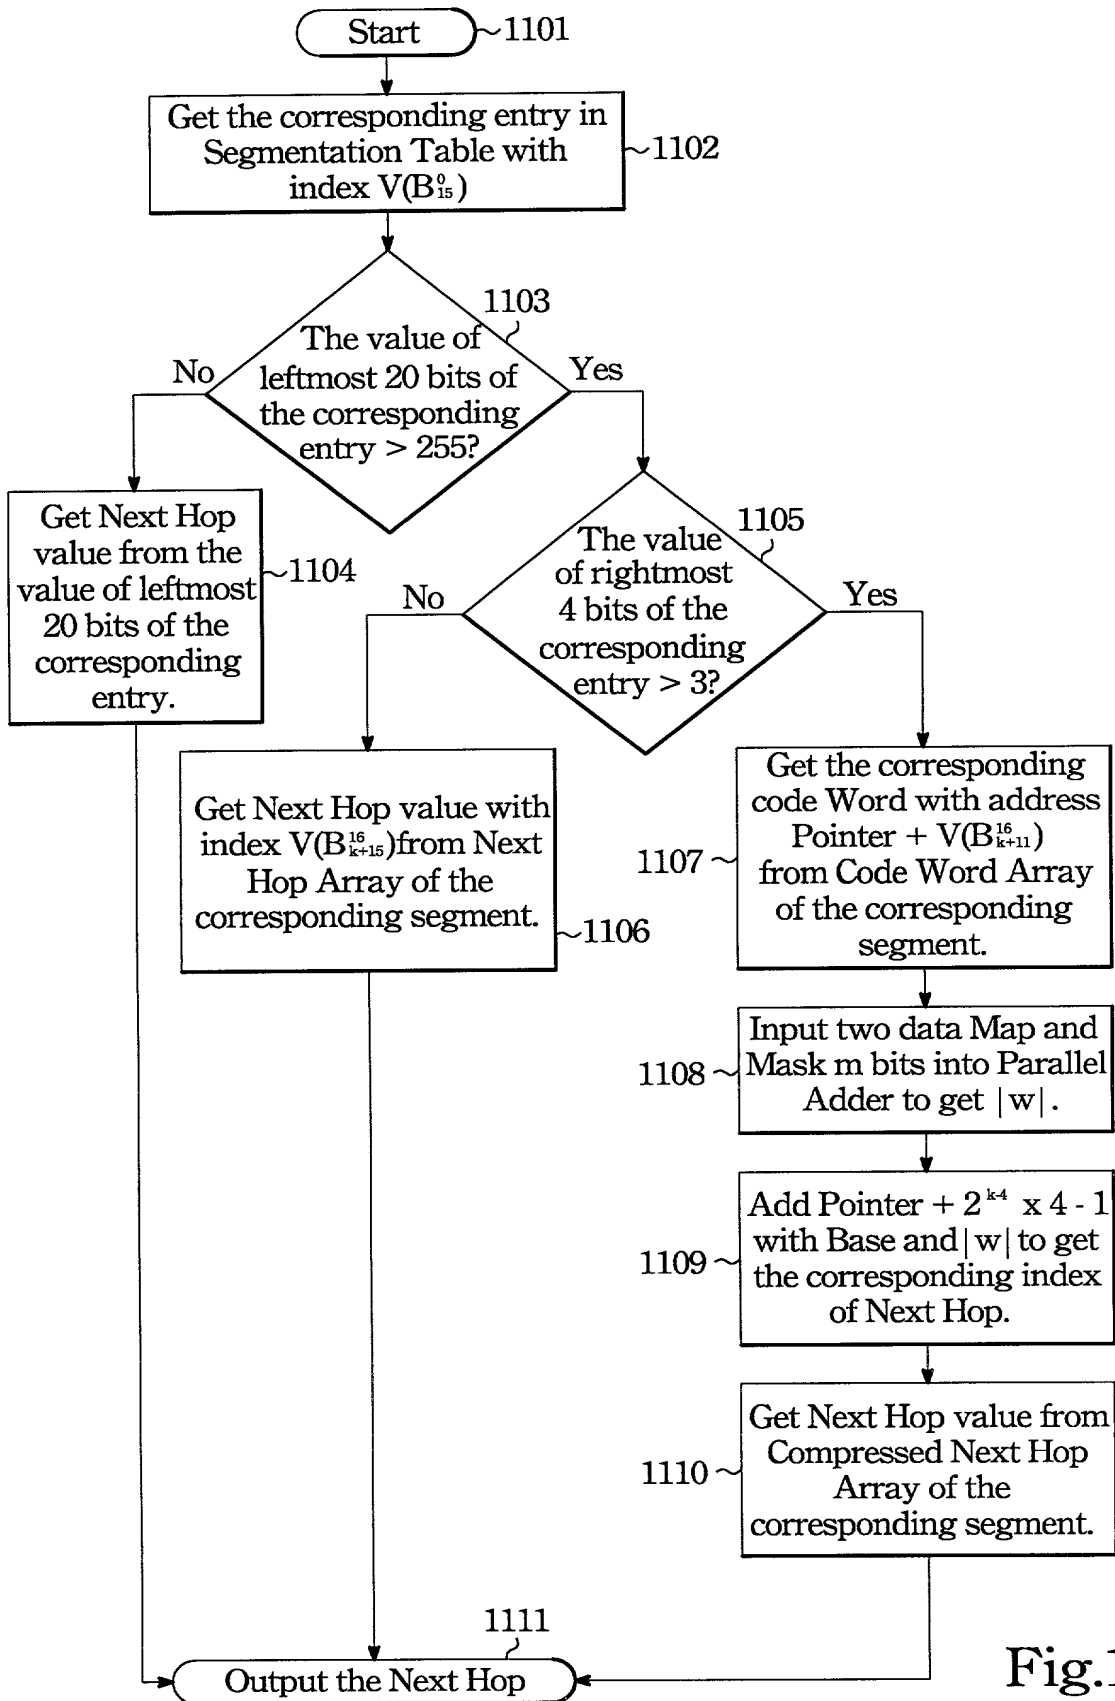 Start
1101
Get the corresponding entry in
Segmentation Table with
index V(B⁰₁₅)
1102
1103
The value of
leftmost 20 bits of
the corresponding
entry > 255?
No
Yes
Get Next Hop
value from the
value of leftmost
20 bits of the
corresponding
entry.
1104
1105
The value
of rightmost
4 bits of the
corresponding
entry > 3?
No
Yes
Get Next Hop value with
index V(B¹⁶ₖ₊₁₅)from Next
Hop Array of the
corresponding segment.
1106
Get the corresponding
code Word with address
Pointer + V(B¹⁶ₖ₊₁₁)
from Code Word Array
of the corresponding
segment.
1107
Input two data Map and
Mask m bits into Parallel
Adder to get |w|.
1108
Add Pointer + 2ᵏ⁻⁴ x 4 - 1
with Base and|w| to get
the corresponding index
of Next Hop.
1109
Get Next Hop value from
Compressed Next Hop
Array of the
corresponding segment.
1110
1111
Output the Next Hop
Fig.